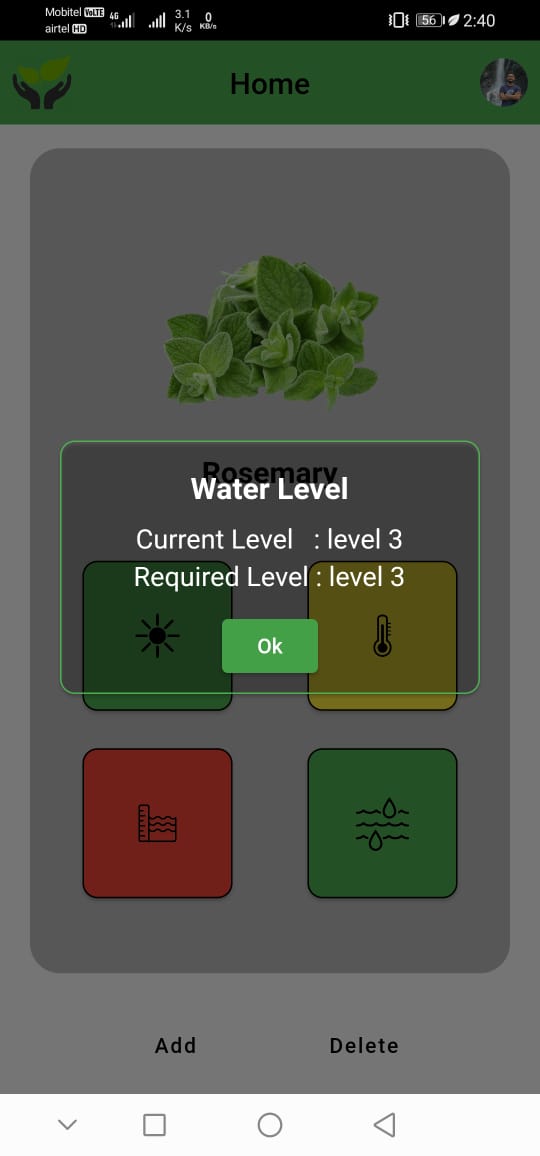 Mobitel VoLTE 4G 3.1 0 56 2:40
airtel HD K/s KB/s
Home
Rosemary
Water Level
Current Level : level 3
Required Level : level 3
Ok
Add Delete